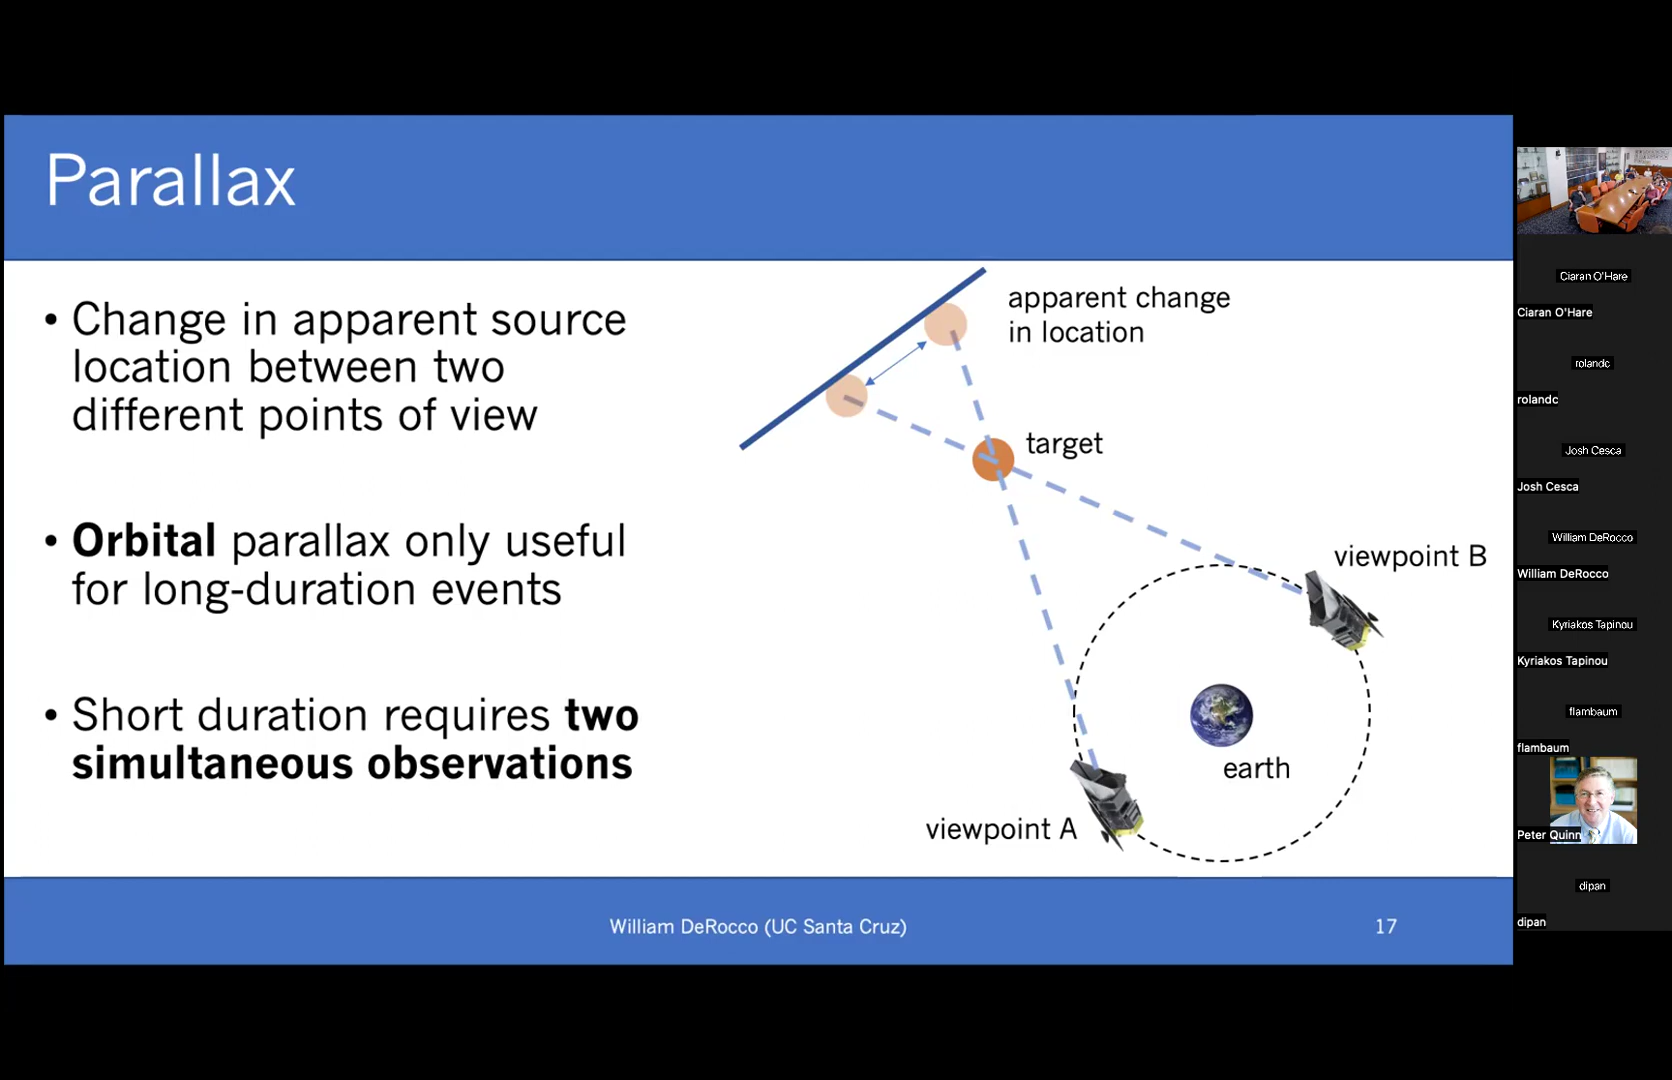 Parallax
• Change in apparent source
location between two
different points of view
• Orbital parallax only useful
for long-duration events
• Short duration requires two
simultaneous observations
apparent change
in location
target
viewpoint B
earth
viewpoint A
William DeRocco (UC Santa Cruz)
17
Ciaran O'Hare
Ciaran O'Hare
rolandc
rolandc
Josh Cesca
Josh Cesca
William DeRocco
William DeRocco
Kyriakos Tapinou
Kyriakos Tapinou
flambaum
flambaum
Peter Quinn
dipan
dipan